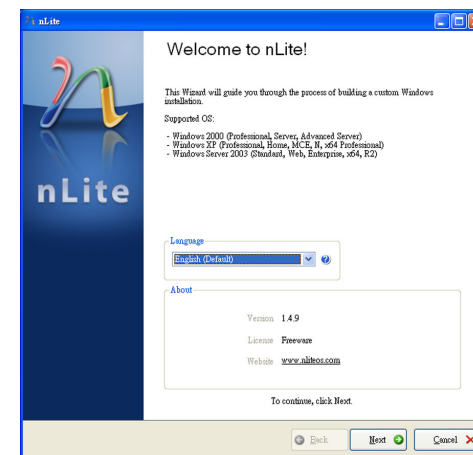 nLite
Welcome to nLite!
This Wizard will guide you through the process of building a custom Windows
installation.
Supported OS:
- Windows 2000 (Professional, Server, Advanced Server)
- Windows XP (Professional, Home, MCE, N, x64 Professional)
- Windows Server 2003 (Standard, Web, Enterprise, x64, R2)
nLite
Language
English (Default)
About
Version 1.4.9
License Freeware
Website www.nliteos.com
To continue, click Next.
Back Next Cancel